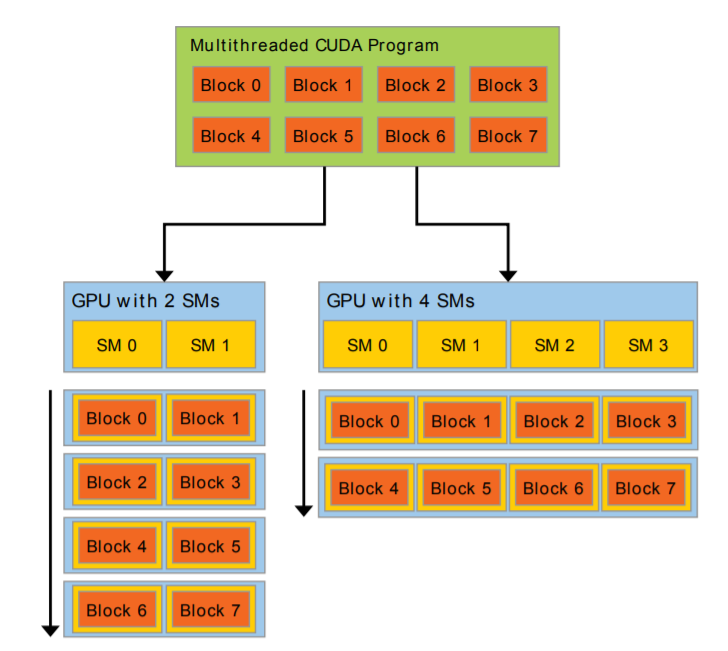 Multithreaded CUDA Program
Block 0 Block 1 Block 2 Block 3
Block 4 Block 5 Block 6 Block 7
GPU with 2 SMs
SM 0 SM 1
Block 0 Block 1
Block 2 Block 3
Block 4 Block 5
Block 6 Block 7
GPU with 4 SMs
SM 0 SM 1 SM 2 SM 3
Block 0 Block 1 Block 2 Block 3
Block 4 Block 5 Block 6 Block 7